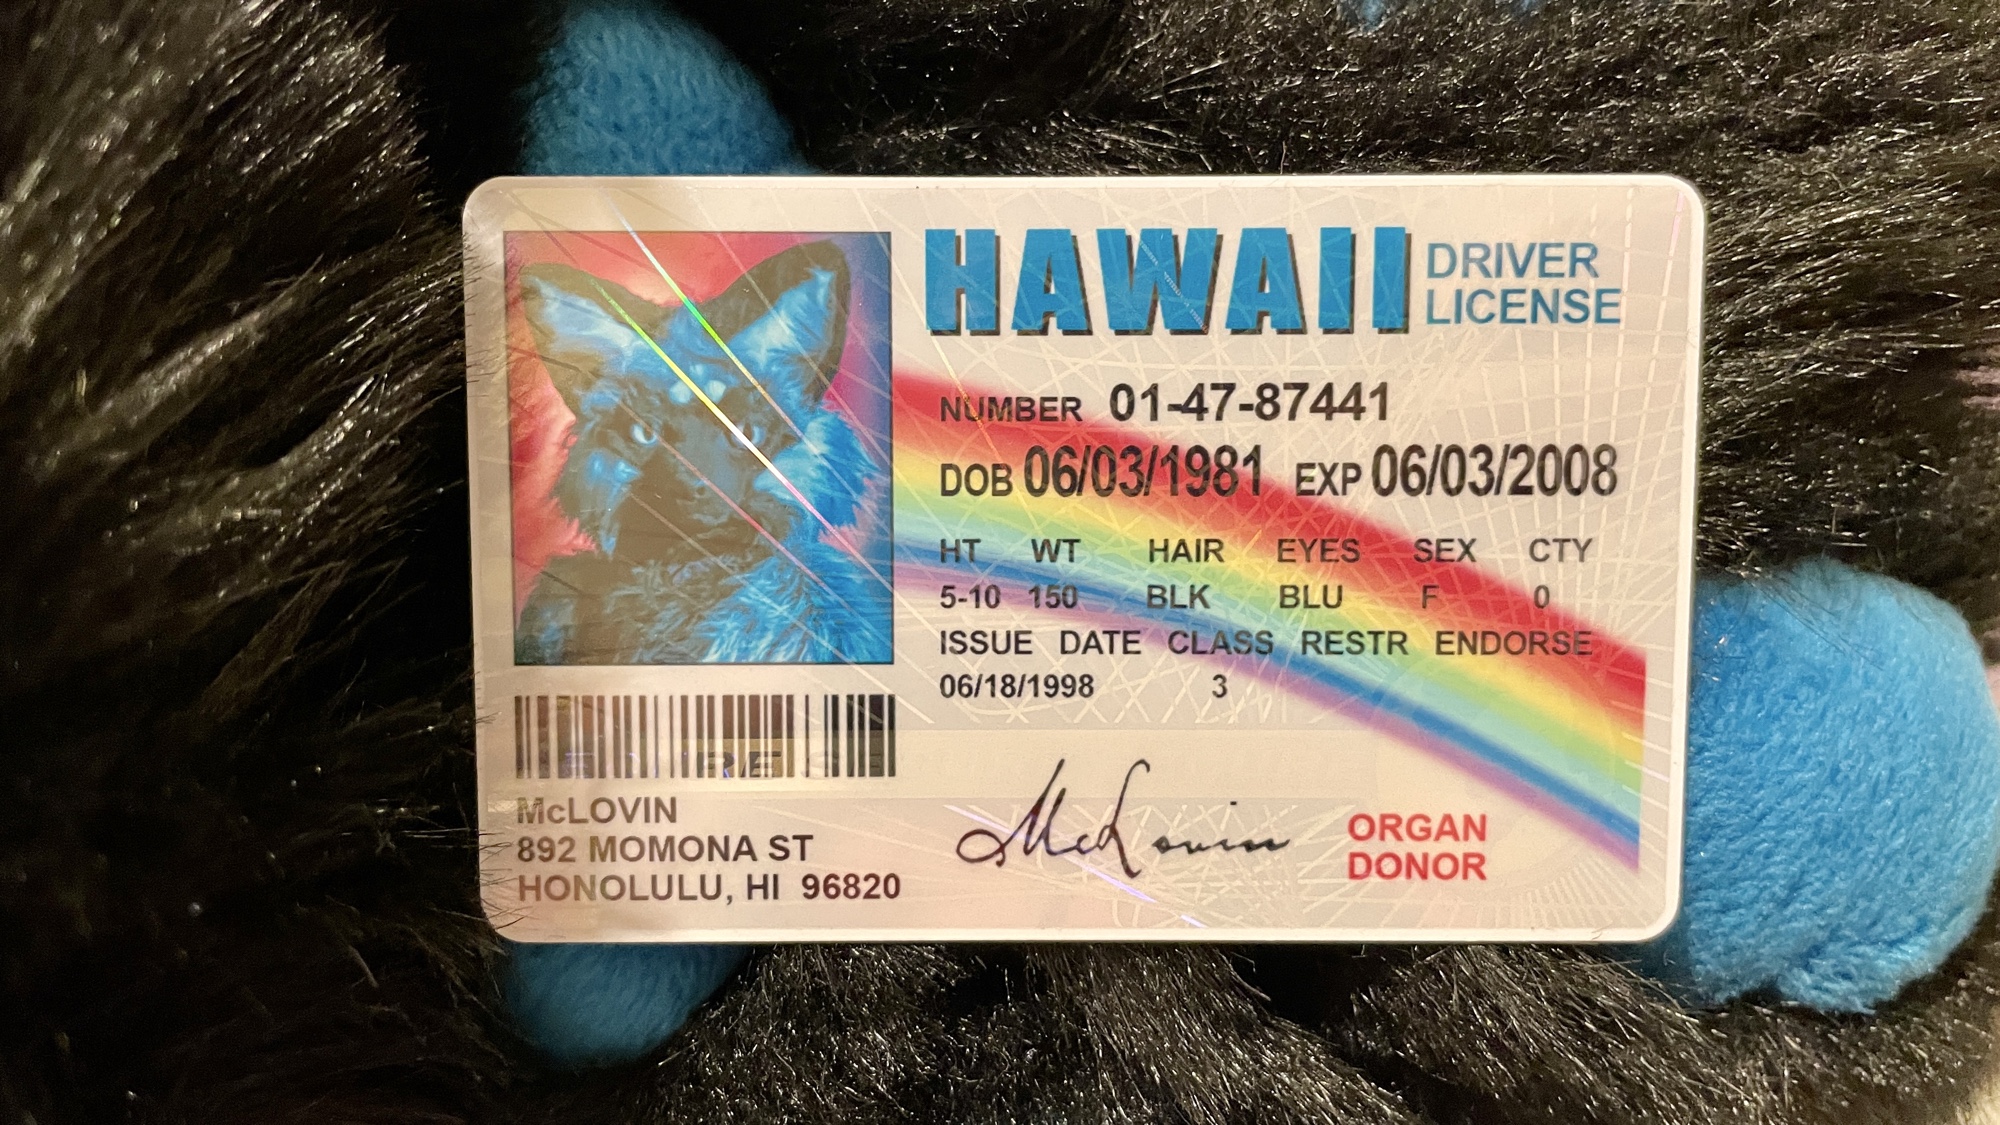 HAWAII DRIVER LICENSE
NUMBER 01-47-87441
DOB 06/03/1981 EXP 06/03/2008
HT WT HAIR EYES SEX CTY
5-10 150 BLK BLU F 0
ISSUE DATE CLASS RESTR ENDORSE
06/18/1998 3
McLOVIN
892 MOMONA ST
HONOLULU, HI 96820
McLovin
ORGAN
DONOR